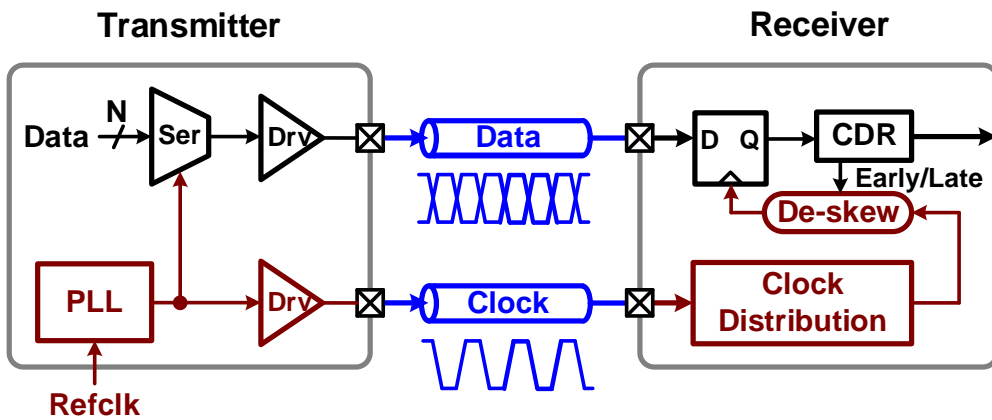 Transmitter
Receiver
Data
N
Ser
Drv
Data
D Q
CDR
Early/Late
De-skew
PLL
Drv
Clock
Clock
Distribution
Refclk